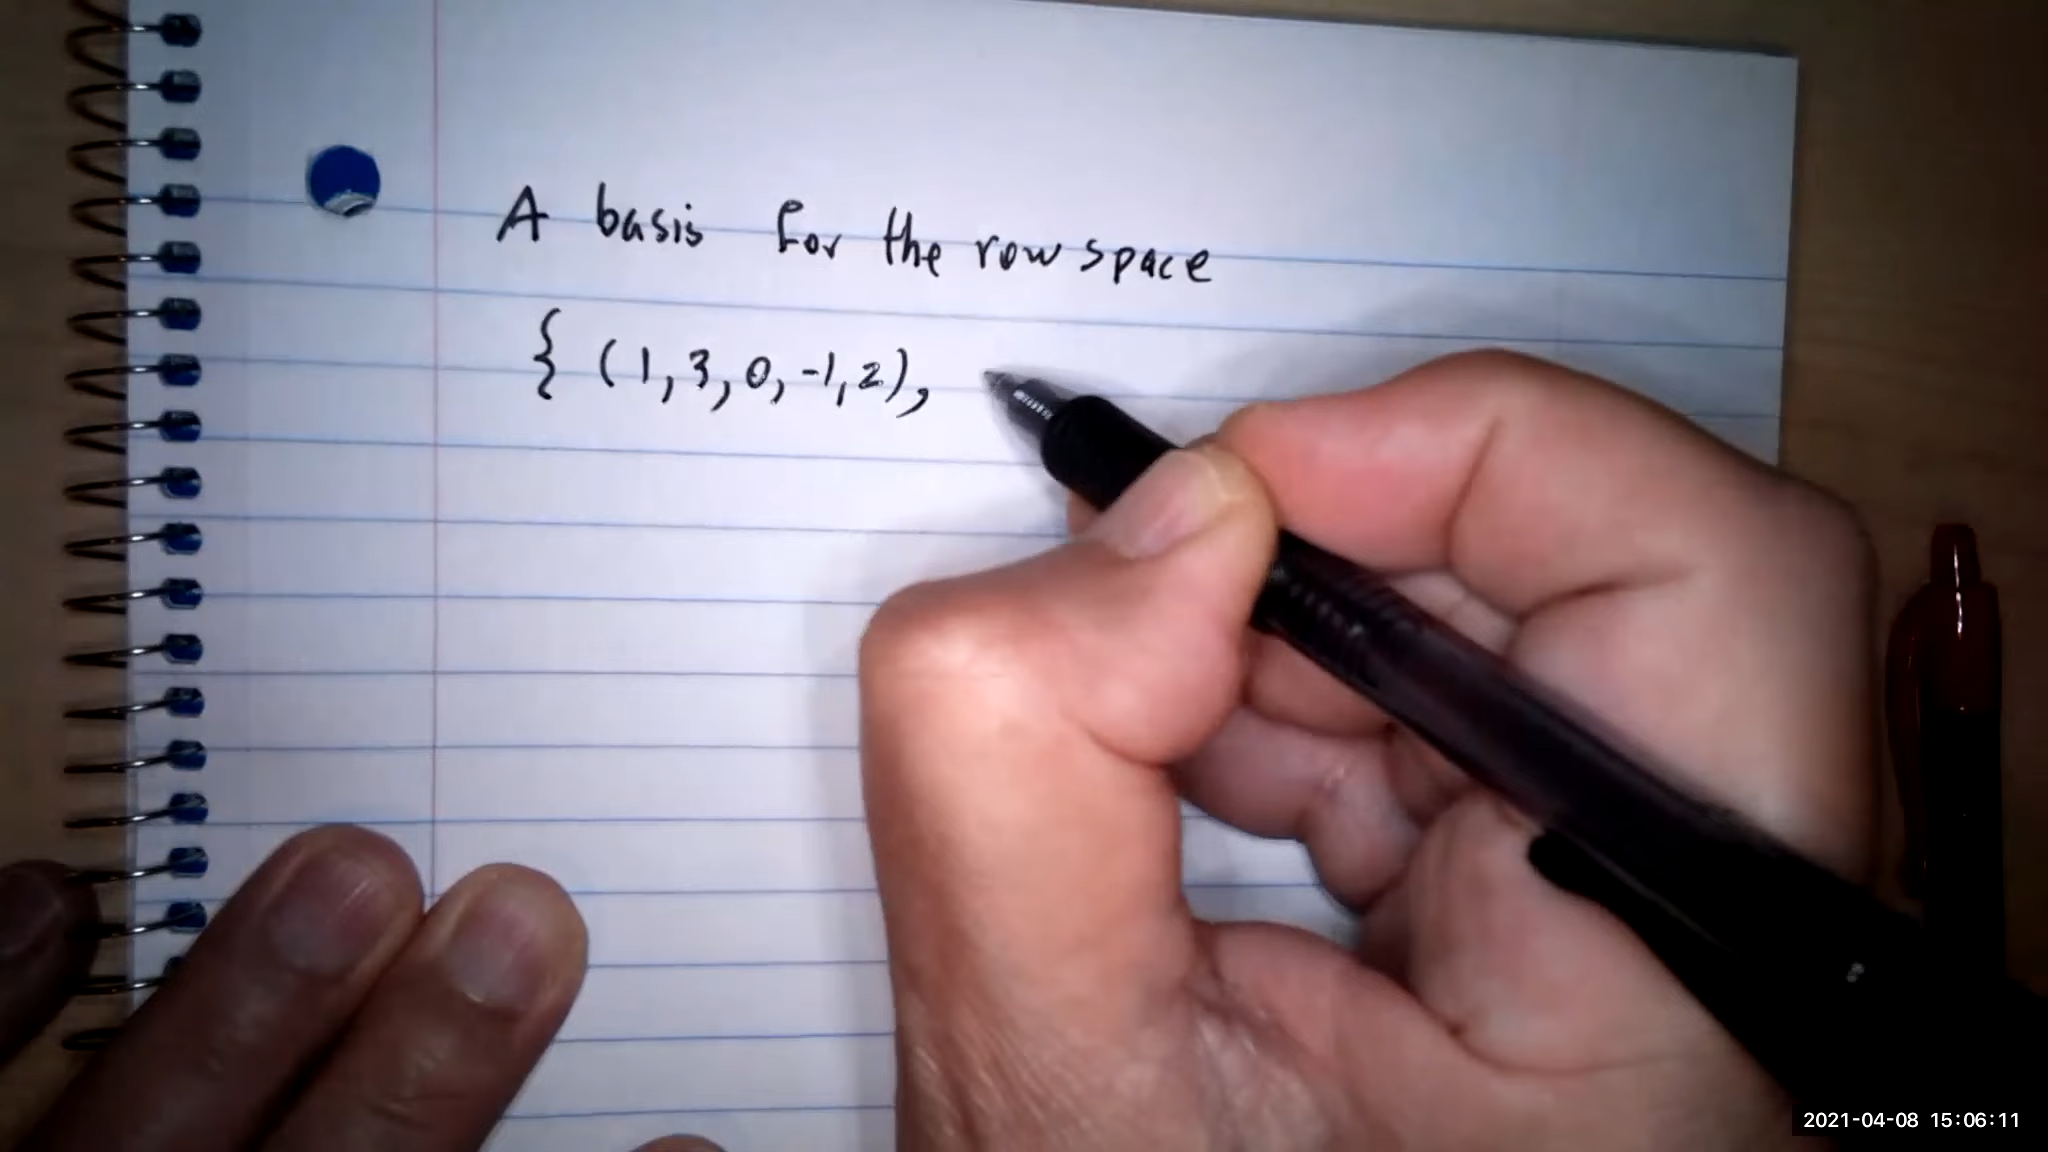 A basis for the row space
{ (1, 3, 0, -1, 2),
2021-04-08 15:06:11